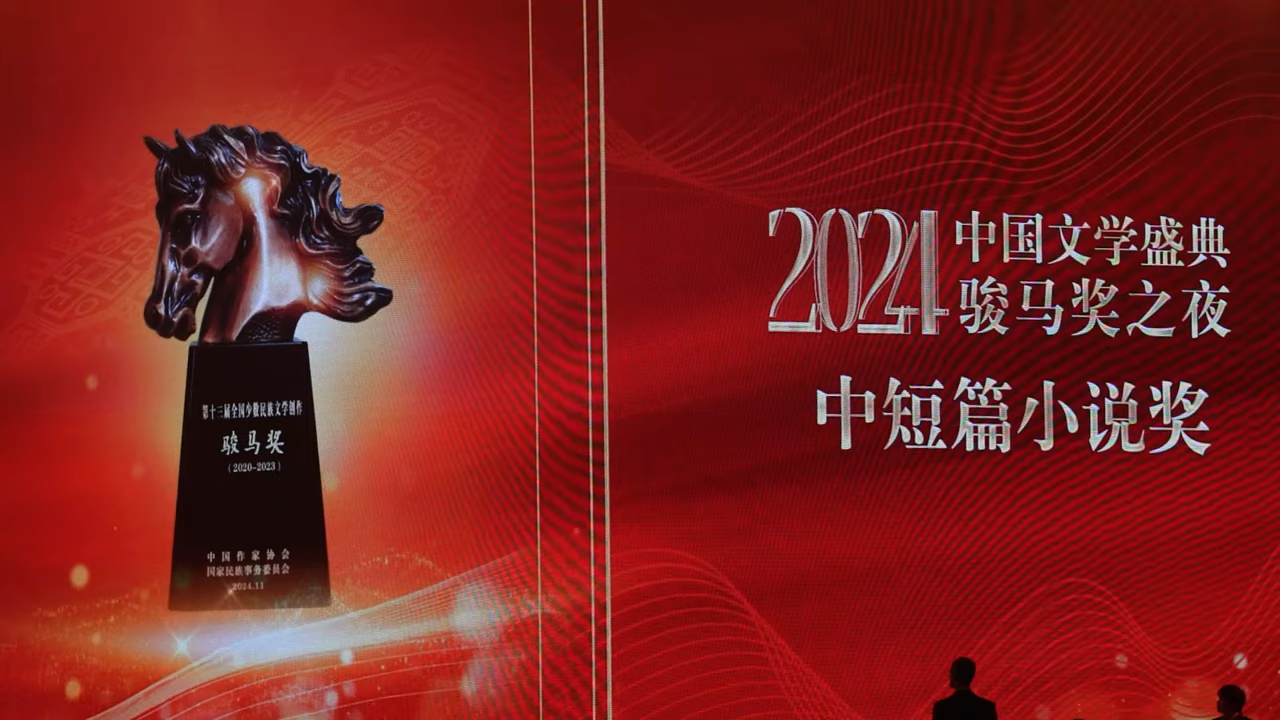 第十三届全国少数民族文学创作
骏马奖
（2020-2023）
中国作家协会
国家民族事务委员会
2024.11
2024 中国文学盛典
骏马奖之夜
中短篇小说奖